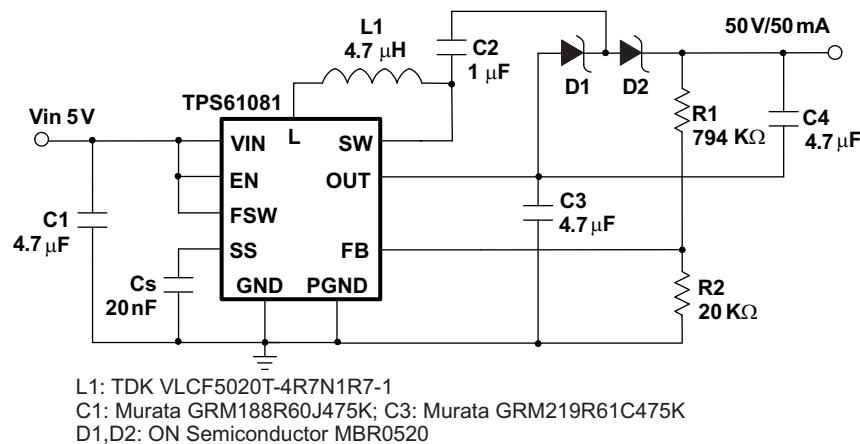 50V/50 mA
L1
4.7 μH
C2
1 μF
D1
D2
TPS61081
Vin 5V
R1
794 KΩ
C4
4.7 μF
L
VIN
SW
EN
OUT
FSW
C1
4.7 μF
C3
4.7 μF
SS
FB
Cs
20nF
GND
PGND
R2
20 KΩ
L1: TDK VLCF5020T-4R7N1R7-1
C1: Murata GRM188R60J475K; C3: Murata GRM219R61C475K
D1,D2: ON Semiconductor MBR0520